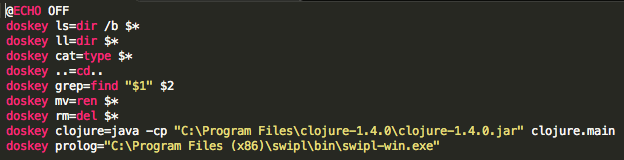 @ECHO OFF
doskey ls=dir /b $*
doskey ll=dir $*
doskey cat=type $*
doskey ..=cd..
doskey grep=find "$1" $2
doskey mv=ren $*
doskey rm=del $*
doskey clojure=java -cp "C:\Program Files\clojure-1.4.0\clojure-1.4.0.jar" clojure.main
doskey prolog="C:\Program Files (x86)\swipl\bin\swipl-win.exe"